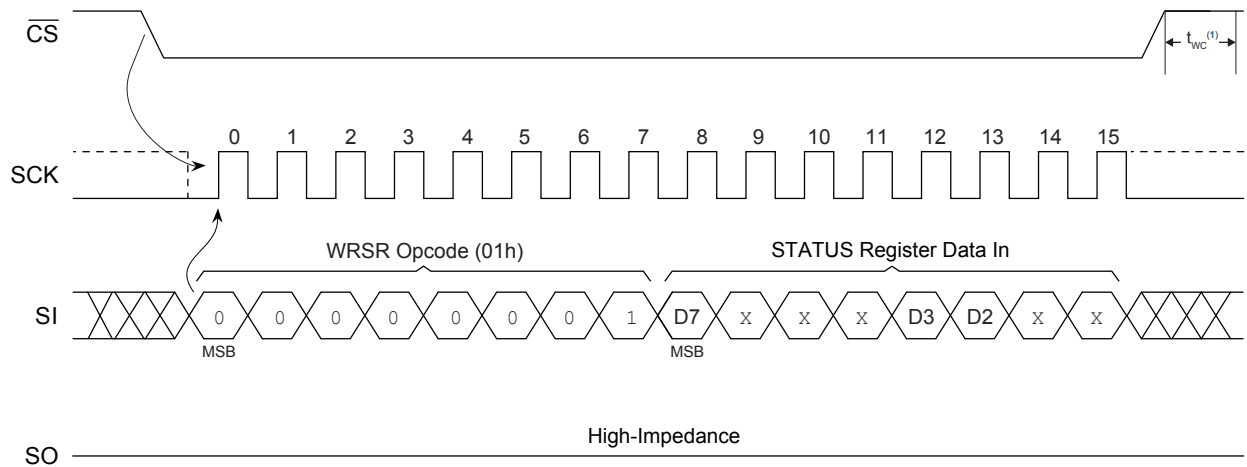 CS
t_WC(1)
0 1 2 3 4 5 6 7 8 9 10 11 12 13 14 15
SCK
WRSR Opcode (01h) STATUS Register Data In
SI 0 0 0 0 0 0 0 1 D7 X X X D3 D2 X X
MSB MSB
High-Impedance
SO